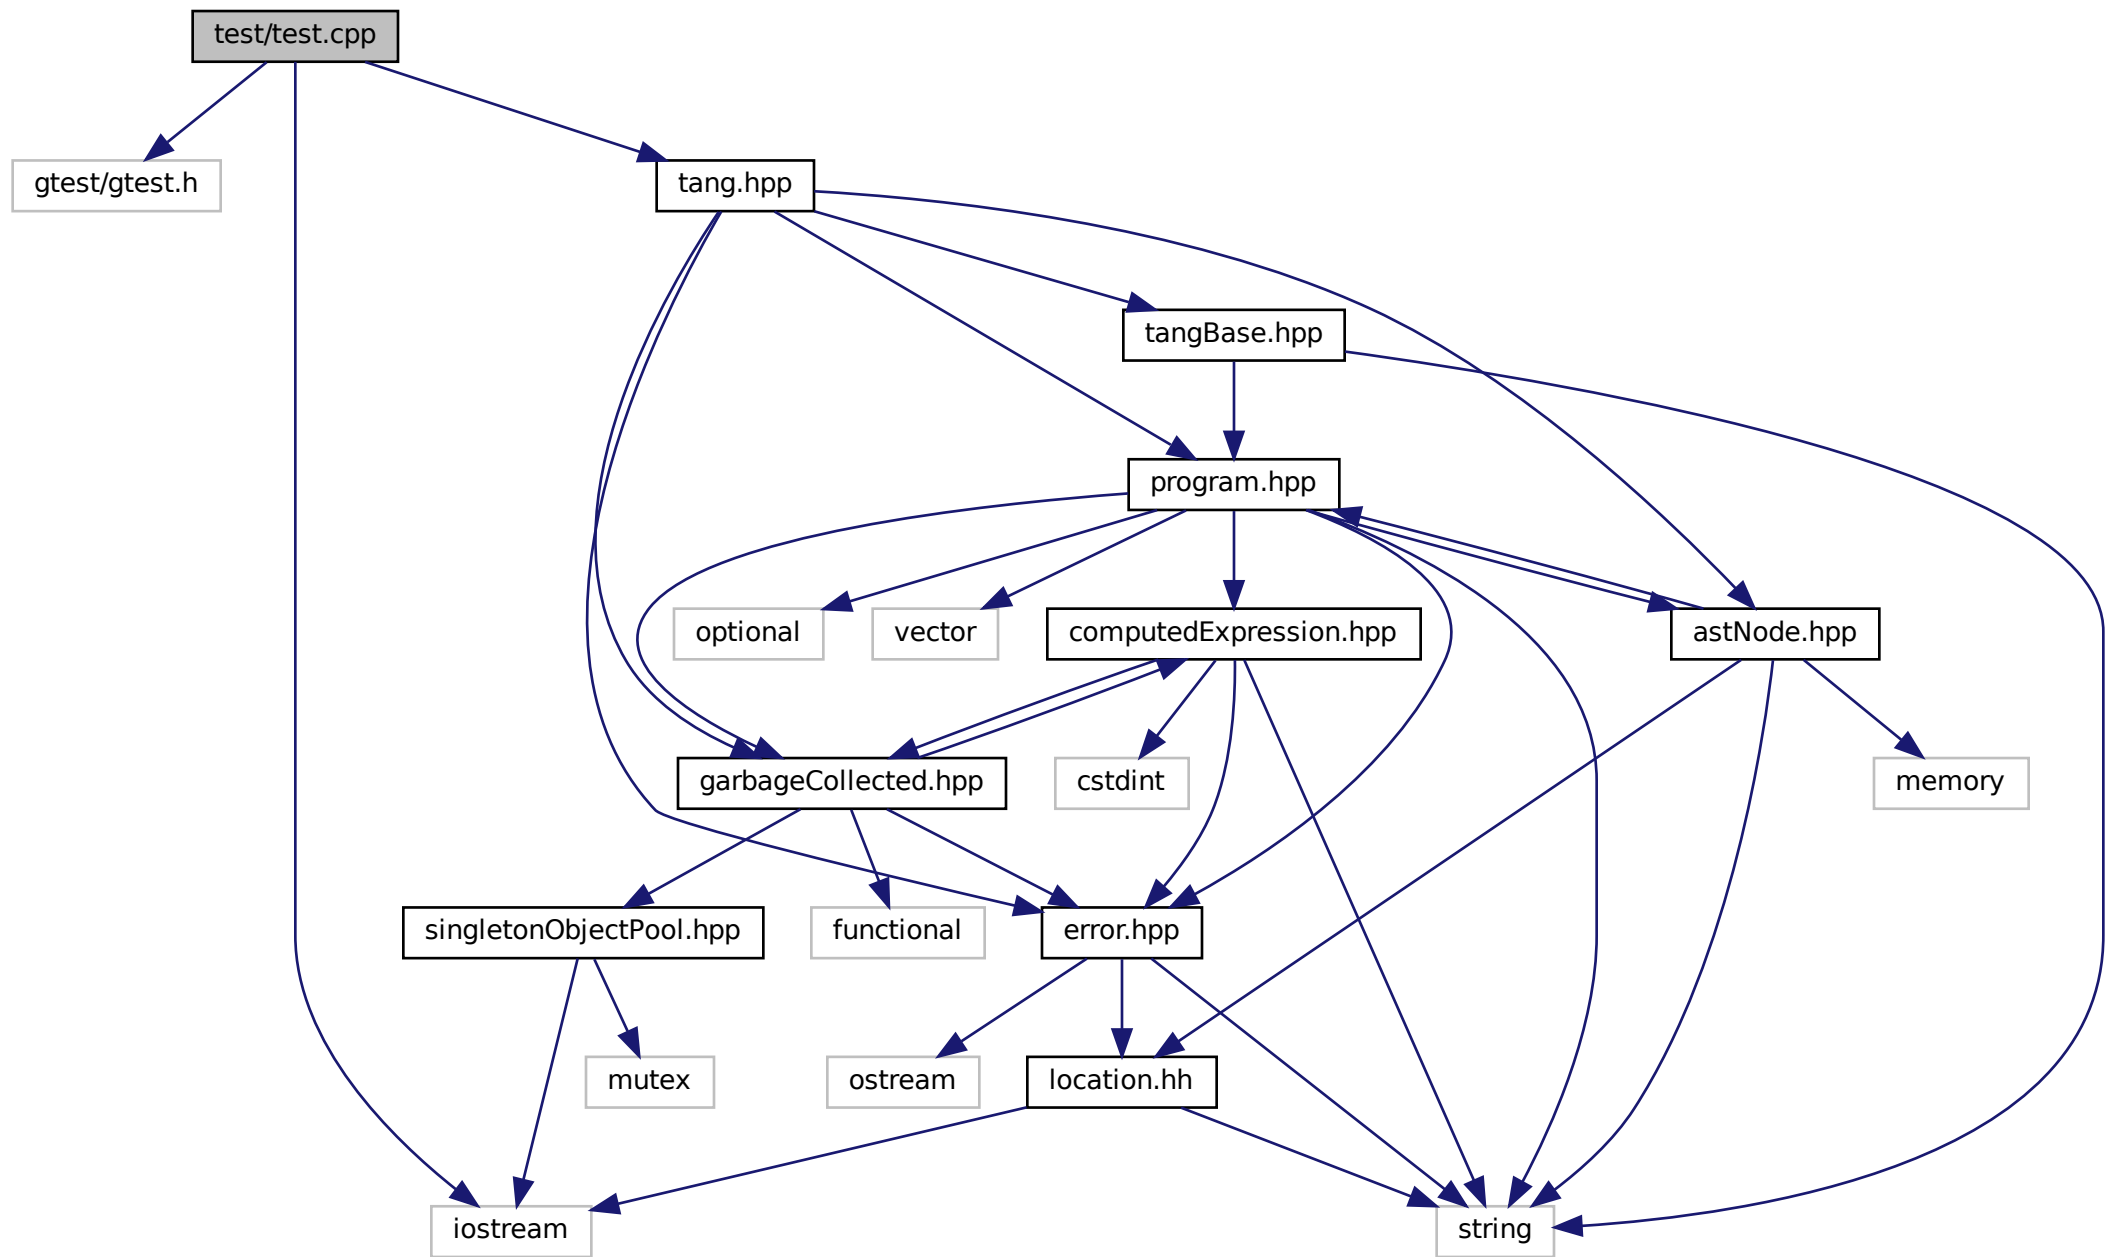 test/test.cpp
gtest/gtest.h
tang.hpp
tangBase.hpp
program.hpp
optional
vector
computedExpression.hpp
astNode.hpp
garbageCollected.hpp
cstdint
memory
singletonObjectPool.hpp
functional
error.hpp
mutex
ostream
location.hh
iostream
string